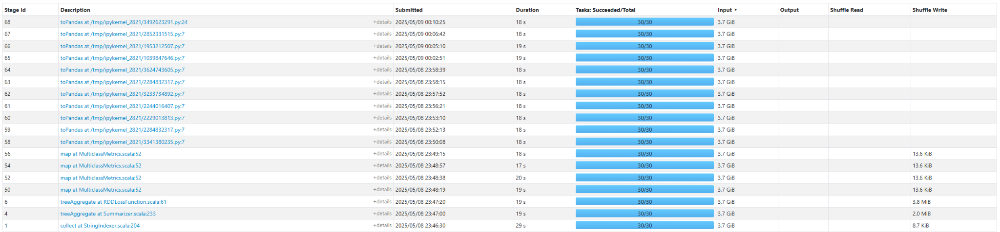 Stage Id Description Submitted Duration Tasks: Succeeded/Total Input ▾ Output Shuffle Read Shuffle Write
68 toPandas at /tmp/ipykernel_2821/3492623291.py:24 +details 2025/05/09 00:10:25 18 s 30/30 3.7 GiB
67 toPandas at /tmp/ipykernel_2821/2852331515.py:7 +details 2025/05/09 00:06:42 18 s 30/30 3.7 GiB
66 toPandas at /tmp/ipykernel_2821/1953212507.py:7 +details 2025/05/09 00:05:10 19 s 30/30 3.7 GiB
65 toPandas at /tmp/ipykernel_2821/1039847646.py:7 +details 2025/05/09 00:02:51 19 s 30/30 3.7 GiB
64 toPandas at /tmp/ipykernel_2821/3624743605.py:7 +details 2025/05/08 23:58:39 18 s 30/30 3.7 GiB
63 toPandas at /tmp/ipykernel_2821/2284832317.py:7 +details 2025/05/08 23:58:15 18 s 30/30 3.7 GiB
62 toPandas at /tmp/ipykernel_2821/3233734892.py:7 +details 2025/05/08 23:57:52 18 s 30/30 3.7 GiB
61 toPandas at /tmp/ipykernel_2821/2244016407.py:7 +details 2025/05/08 23:56:21 18 s 30/30 3.7 GiB
60 toPandas at /tmp/ipykernel_2821/2229013813.py:7 +details 2025/05/08 23:53:10 18 s 30/30 3.7 GiB
59 toPandas at /tmp/ipykernel_2821/2284832317.py:7 +details 2025/05/08 23:52:13 18 s 30/30 3.7 GiB
58 toPandas at /tmp/ipykernel_2821/3341380235.py:7 +details 2025/05/08 23:50:08 18 s 30/30 3.7 GiB
56 map at MulticlassMetrics.scala:52 +details 2025/05/08 23:49:15 18 s 30/30 3.7 GiB 13.6 KiB
54 map at MulticlassMetrics.scala:52 +details 2025/05/08 23:48:57 17 s 30/30 3.7 GiB 13.6 KiB
52 map at MulticlassMetrics.scala:52 +details 2025/05/08 23:48:38 20 s 30/30 3.7 GiB 13.6 KiB
50 map at MulticlassMetrics.scala:52 +details 2025/05/08 23:48:19 19 s 30/30 3.7 GiB 13.6 KiB
6 treeAggregate at RDDLossFunction.scala:61 +details 2025/05/08 23:47:20 19 s 30/30 3.7 GiB 3.8 MiB
4 treeAggregate at Summarizer.scala:233 +details 2025/05/08 23:47:00 19 s 30/30 3.7 GiB 2.0 MiB
1 collect at StringIndexer.scala:204 +details 2025/05/08 23:46:30 29 s 30/30 3.7 GiB 8.7 KiB